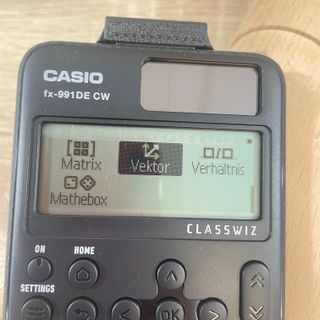 CASIO
fx-991DE CW
Matrix Vektor Verhältnis
Mathebox
CLASSWIZ
ON HOME
SETTINGS
OK